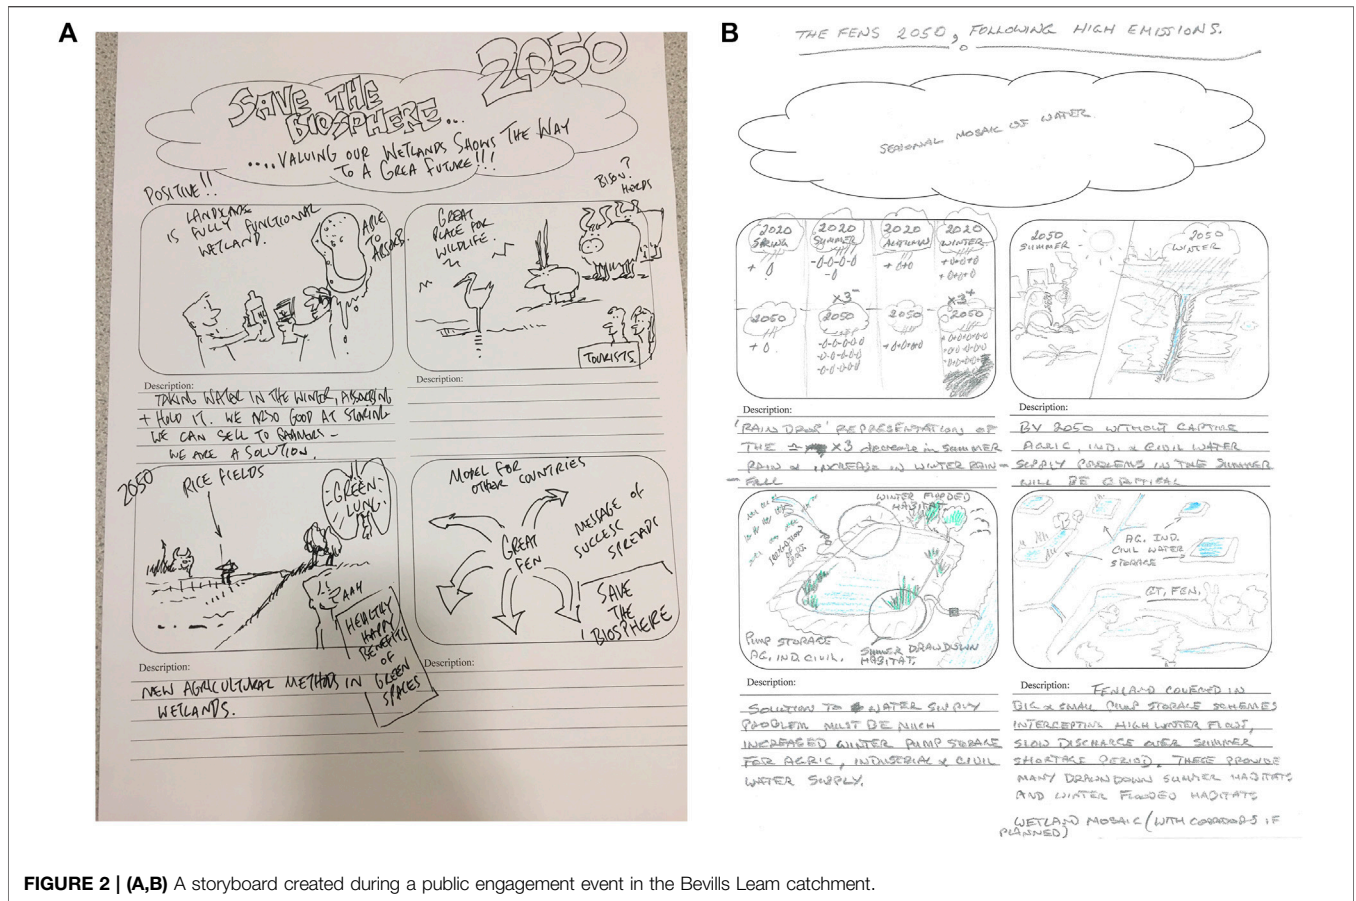 A
2050
SAVE THE
BIOSPHERE...
....VALUING OUR WETLANDS SHOWS THE WAY
TO A GREA FUTURE!!!
POSITIVE!!
LANDSCAPE
IS FULLY FUNCTIONAL
WETLAND.
ABLE
TO
ABSORB.
GREAT
PLACE FOR
WILDLIFE.
BISON?
HERDS
TOURISTS.
Description:
TAKING WATER IN THE WINTER, ABSORBING
+ HOLD IT. WE ALSO GOOD AT STORING
WE CAN SELL TO FARMERS –
WE ARE A SOLUTION.
Description:
2050
RICE FIELDS
GREEN
LUNG.
AAH
HEALTHY
HAPPY
BENEFITS
OF
GREEN
SPACES
MODEL FOR
OTHER COUNTRIES
GREAT
FEN
MESSAGE OF
SUCCESS
SPREADS
SAVE
THE
BIOSPHERE
Description:
NEW AGRICULTURAL METHODS IN
WETLANDS.
Description:
B
THE FENS 2050, FOLLOWING HIGH EMISSIONS.
SEASONAL MOSAIC OF WATER
2020
SPRING
2020
SUMMER
2020
AUTUMN
2020
WINTER
2050
x3-
2050
2050
x3+
2050
2050
SUMMER
2050
WINTER
Description:
'RAIN DROP' REPRESENTATION OF
THE x3 decrease in SUMMER
RAIN & INCREASE IN WINTER RAIN-
-FALL
Description:
BY 2050 WITHOUT CAPTURE
AGRIC, IND. & CIVIL WATER
SUPPLY PROBLEMS IN THE SUMMER
WILL BE CRITICAL
WINTER FLOODED
HABITAT.
IRRIGATION
OF
CROPS
PUMP STORAGE
AG. IND. CIVIL.
SUMMER DRAWDOWN
HABITAT.
AG. IND.
CIVIL WATER
STORAGE
GT. FEN.
Description:
SOLUTION TO WATER SUPPLY
PROBLEM MUST BE MUCH
INCREASED WINTER PUMP STORAGE
FOR AGRIC, INDUSTRIAL & CIVIL
WATER SUPPLY.
Description: FENLAND COVERED IN
BIG & SMALL PUMP STORAGE SCHEMES
INTERCEPTING HIGH WINTER FLOWS,
SLOW DISCHARGE OVER SUMMER
SHORTAGE PERIOD. THESE PROVIDE
MANY DRAWNDOWN SUMMER HABITATS
AND WINTER FLOODED HABITATS
WETLAND MOSAIC (WITH CORRIDORS IF
PLANNED)
FIGURE 2 | (A,B) A storyboard created during a public engagement event in the Bevills Leam catchment.